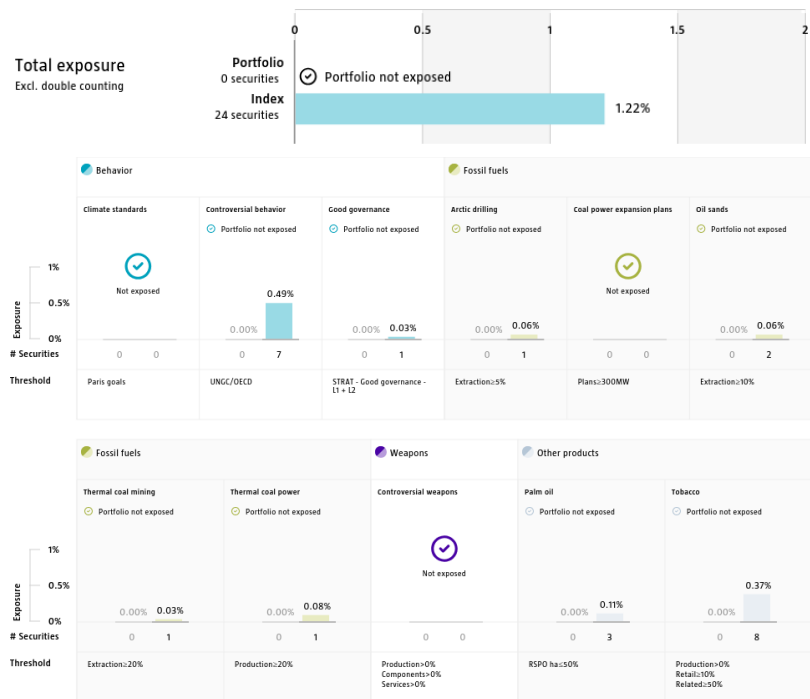 0 0.5 1 1.5 2
Total exposure
Excl. double counting
Portfolio
0 securities
Portfolio not exposed
Index
24 securities
1.22%
Behavior
Fossil fuels
Climate standards
Controversial behavior
Good governance
Arctic drilling
Coal power expansion plans
Oil sands
Portfolio not exposed
Portfolio not exposed
Portfolio not exposed
Portfolio not exposed
Not exposed
Not exposed
Exposure
1%
0.5%
0%
0.00% 0.49%
0.00% 0.03%
0.00% 0.06%
0.00% 0.06%
# Securities
0 0
0 7
0 1
0 1
0 0
0 2
Threshold
Paris goals
UNGC/OECD
STRAT - Good governance -
L1 + L2
Extraction≥5%
Plans≥300MW
Extraction≥10%
Fossil fuels
Weapons
Other products
Thermal coal mining
Thermal coal power
Controversial weapons
Palm oil
Tobacco
Portfolio not exposed
Portfolio not exposed
Portfolio not exposed
Portfolio not exposed
Not exposed
Exposure
1%
0.5%
0%
0.00% 0.03%
0.00% 0.08%
0.00% 0.11%
0.00% 0.37%
# Securities
0 1
0 1
0 0
0 3
0 8
Threshold
Extraction≥20%
Production≥20%
Production>0%
Components>0%
Services>0%
RSPO ha≤50%
Production>0%
Retail≥10%
Related≥50%